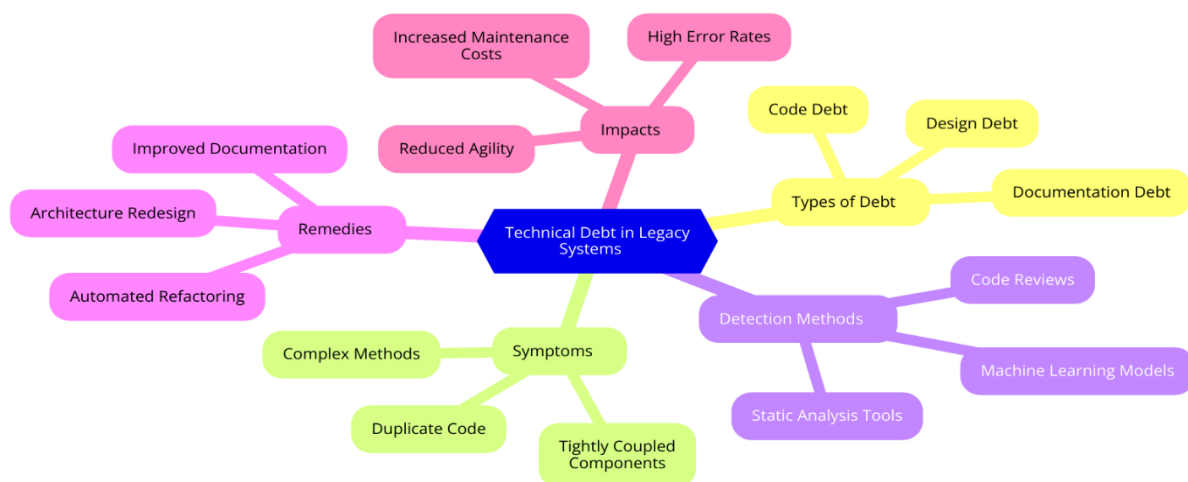 Technical Debt in Legacy
Systems
Impacts
Increased Maintenance
Costs
High Error Rates
Reduced Agility
Types of Debt
Code Debt
Design Debt
Documentation Debt
Detection Methods
Code Reviews
Machine Learning Models
Static Analysis Tools
Symptoms
Complex Methods
Duplicate Code
Tightly Coupled
Components
Remedies
Improved Documentation
Architecture Redesign
Automated Refactoring